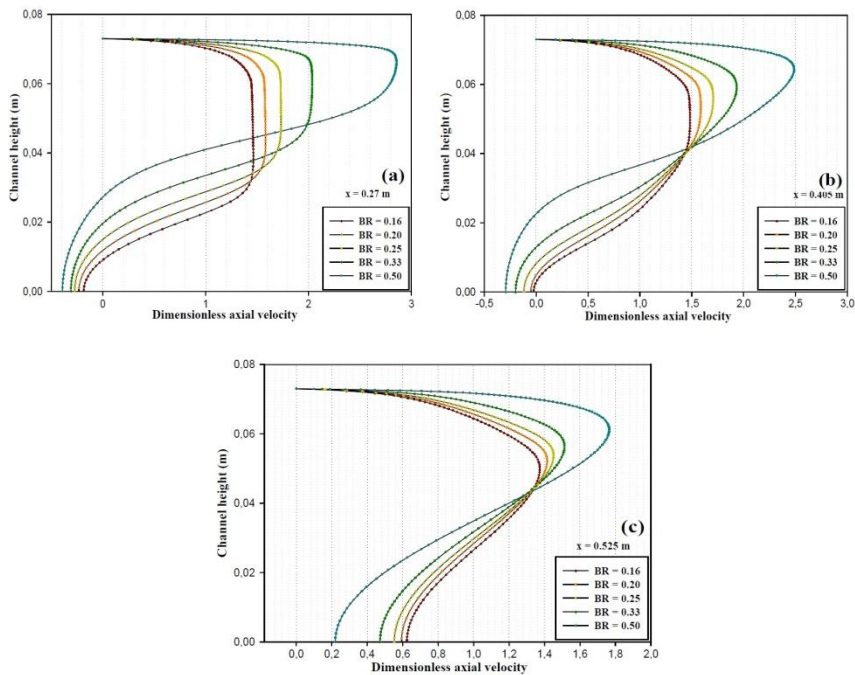 0,08
0,06
0,04
0,02
0,00
Channel height (m)
(a)
x = 0.27 m
BR = 0.16
BR = 0.20
BR = 0.25
BR = 0.33
BR = 0.50
0 1 2 3
Dimensionless axial velocity
0,08
0,06
0,04
0,02
0,00
Channel height (m)
(b)
x = 0.405 m
BR = 0.16
BR = 0.20
BR = 0.25
BR = 0.33
BR = 0.50
-0,5 0,0 0,5 1,0 1,5 2,0 2,5 3,0
Dimensionless axial velocity
0,08
0,06
0,04
0,02
0,00
Channel height (m)
(c)
x = 0.525 m
BR = 0.16
BR = 0.20
BR = 0.25
BR = 0.33
BR = 0.50
0,0 0,2 0,4 0,6 0,8 1,0 1,2 1,4 1,6 1,8 2,0
Dimensionless axial velocity